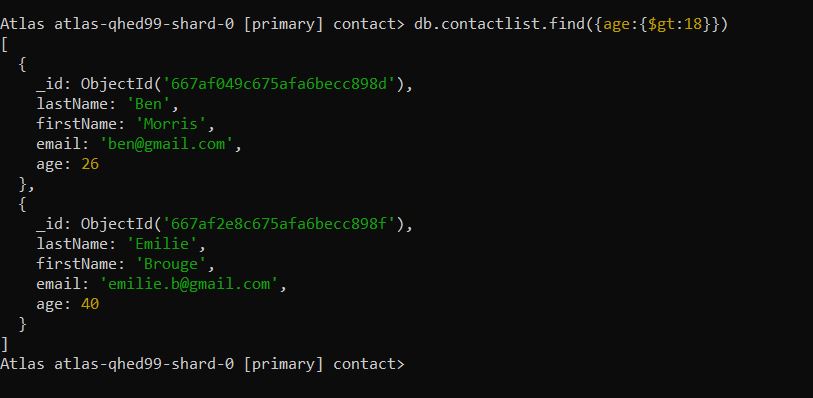 Atlas atlas-qhed99-shard-0 [primary] contact> db.contactlist.find({age:{$gt:18}})
[
  {
    _id: ObjectId('667af049c675afa6becc898d'),
    lastName: 'Ben',
    firstName: 'Morris',
    email: 'ben@gmail.com',
    age: 26
  },
  {
    _id: ObjectId('667af2e8c675afa6becc898f'),
    lastName: 'Emilie',
    firstName: 'Brouge',
    email: 'emilie.b@gmail.com',
    age: 40
  }
]
Atlas atlas-qhed99-shard-0 [primary] contact>